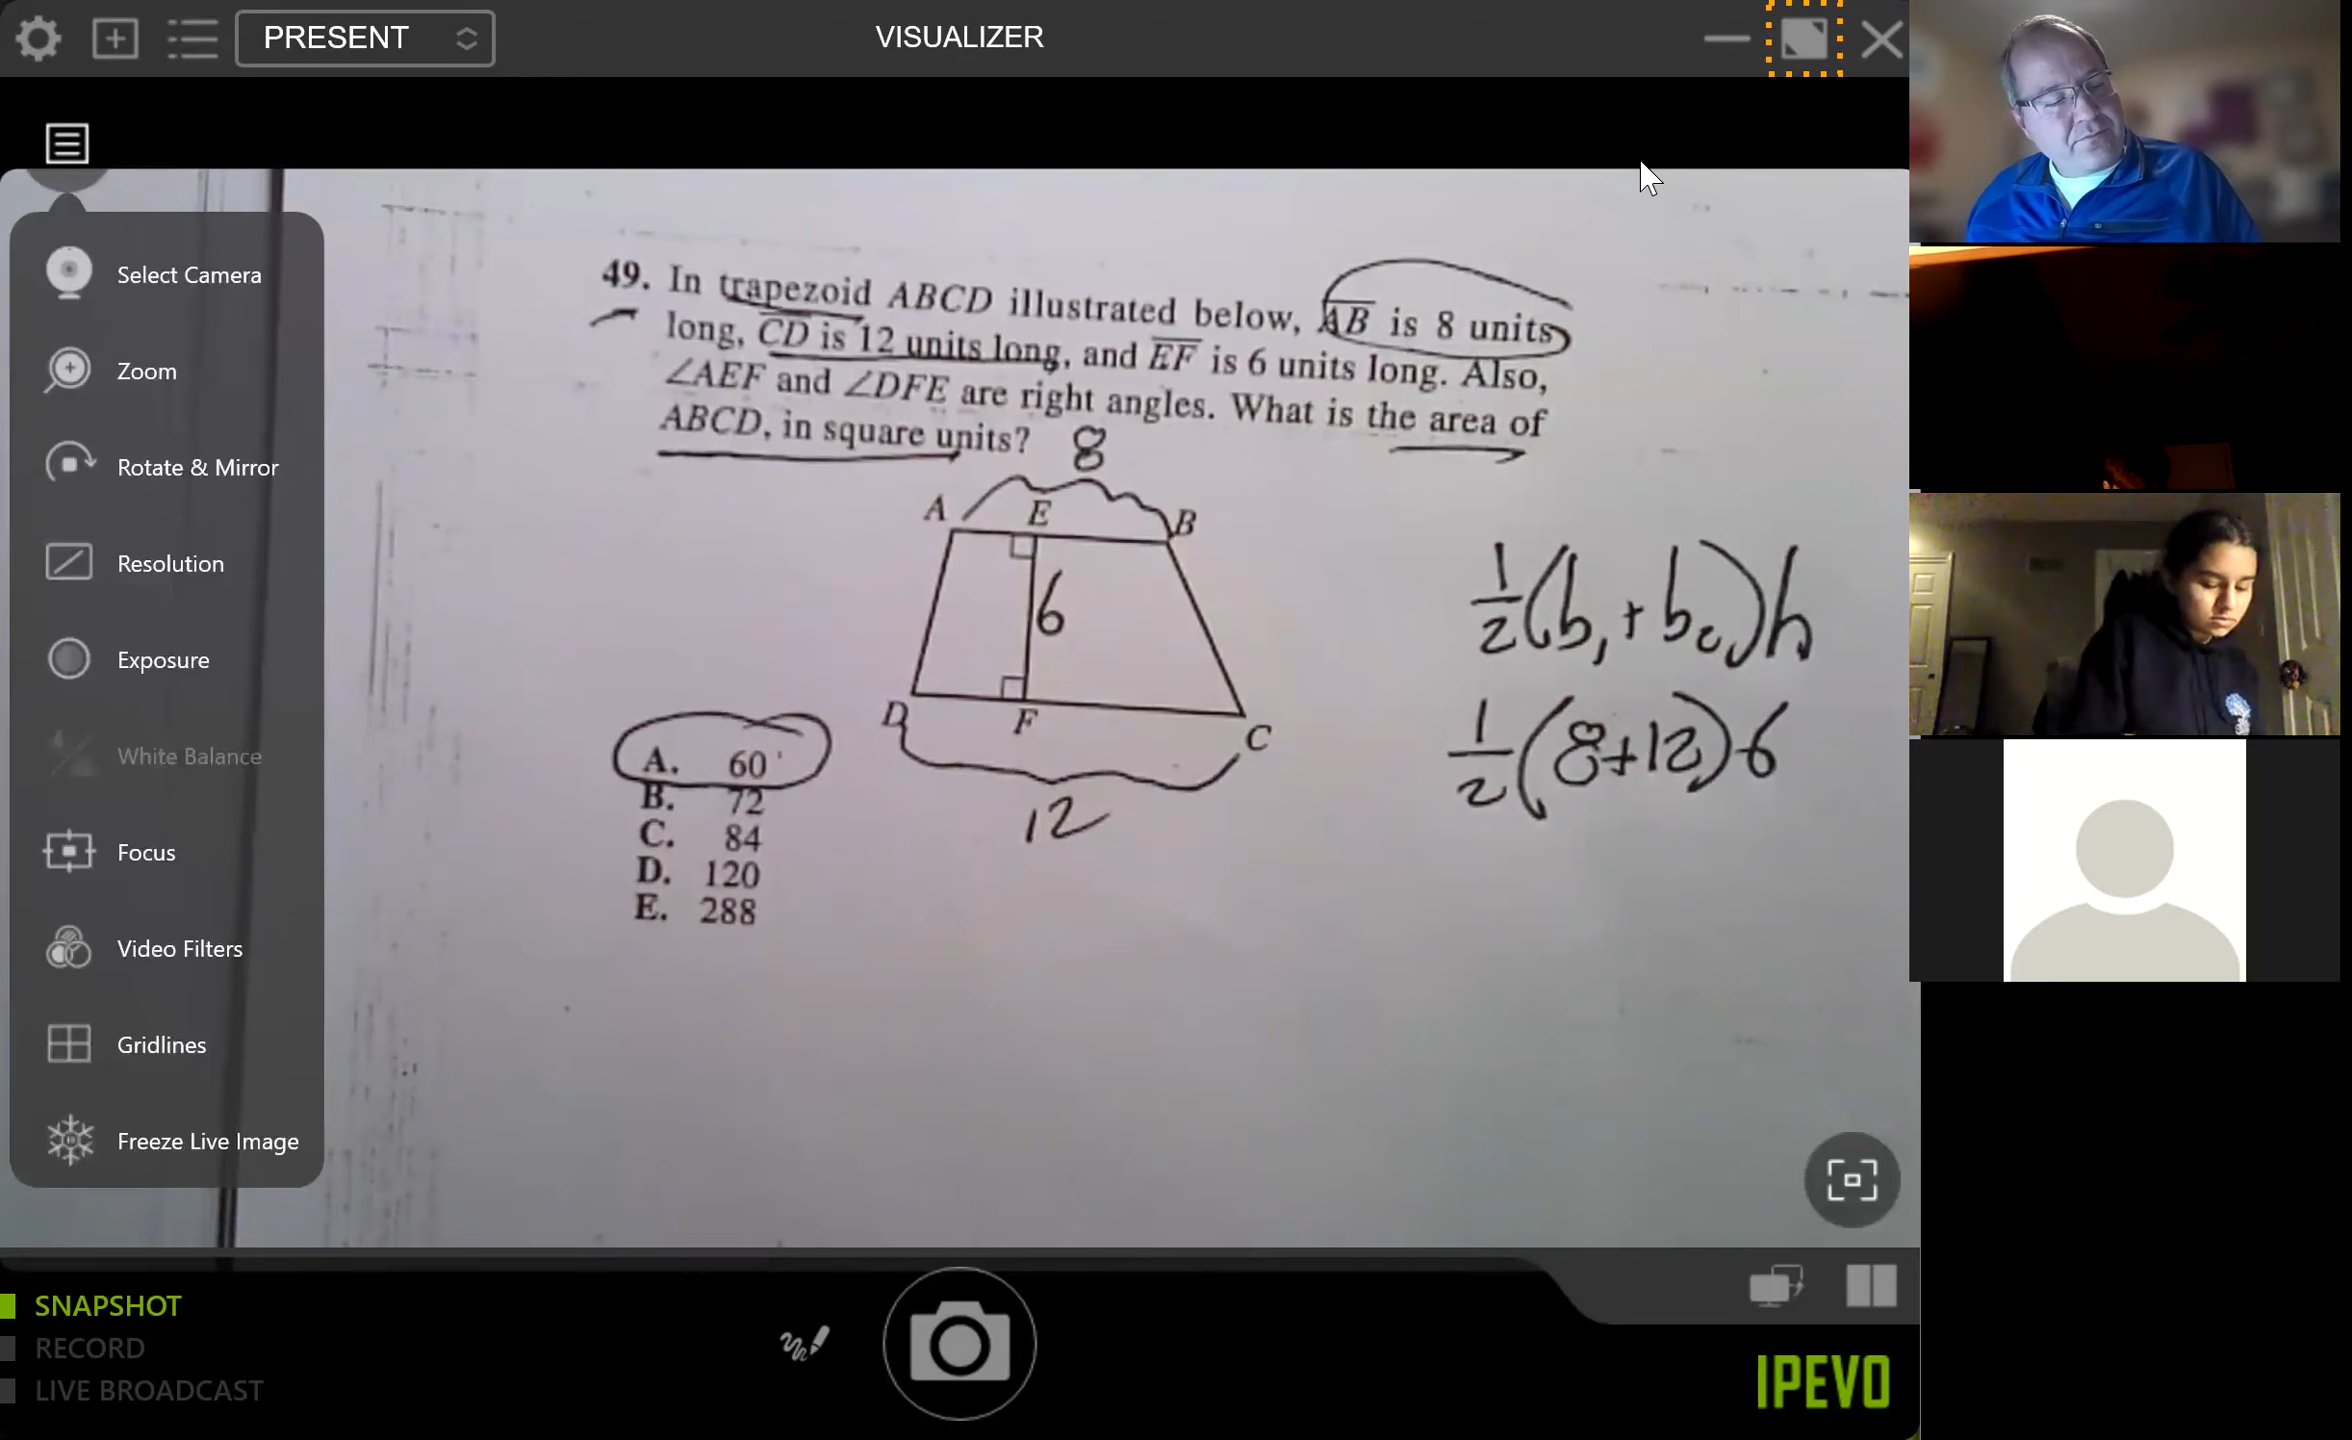 PRESENT
VISUALIZER
Select Camera
Zoom
Rotate & Mirror
Resolution
Exposure
White Balance
Focus
Video Filters
Gridlines
Freeze Live Image
49. In trapezoid ABCD illustrated below, AB is 8 units
long, CD is 12 units long, and EF is 6 units long. Also,
∠AEF and ∠DFE are right angles. What is the area of
ABCD, in square units?
8
A E B
6
D F C
12
A. 60
B. 72
C. 84
D. 120
E. 288
1/2(b₁+b₂)h
1/2(8+12)6
SNAPSHOT
RECORD
LIVE BROADCAST
IPEVO